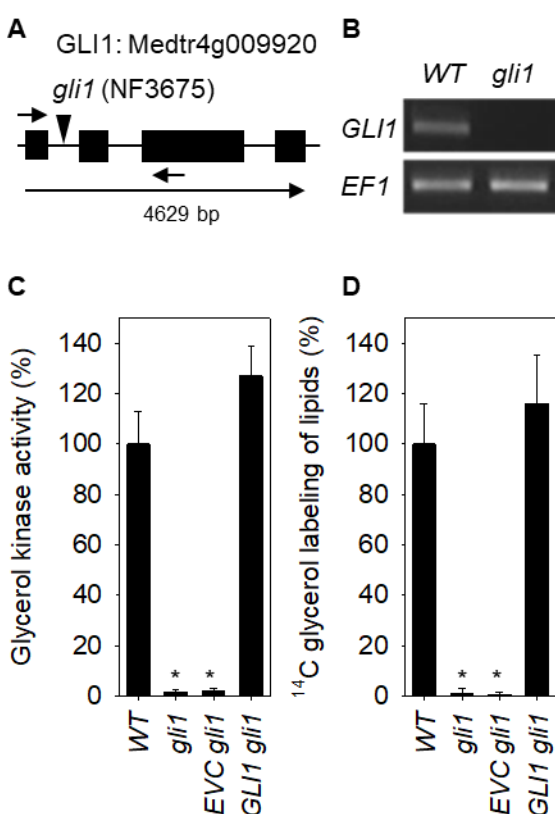 A
GLI1: Medtr4g009920
gli1 (NF3675)
4629 bp
B
WT gli1
GLI1
EF1
C
Glycerol kinase activity (%)
140
120
100
80
60
40
20
0
* *
WT
gli1
EVC gli1
GLI1 gli1
D
¹⁴C glycerol labeling of lipids (%)
140
120
100
80
60
40
20
0
* *
WT
gli1
EVC gli1
GLI1 gli1